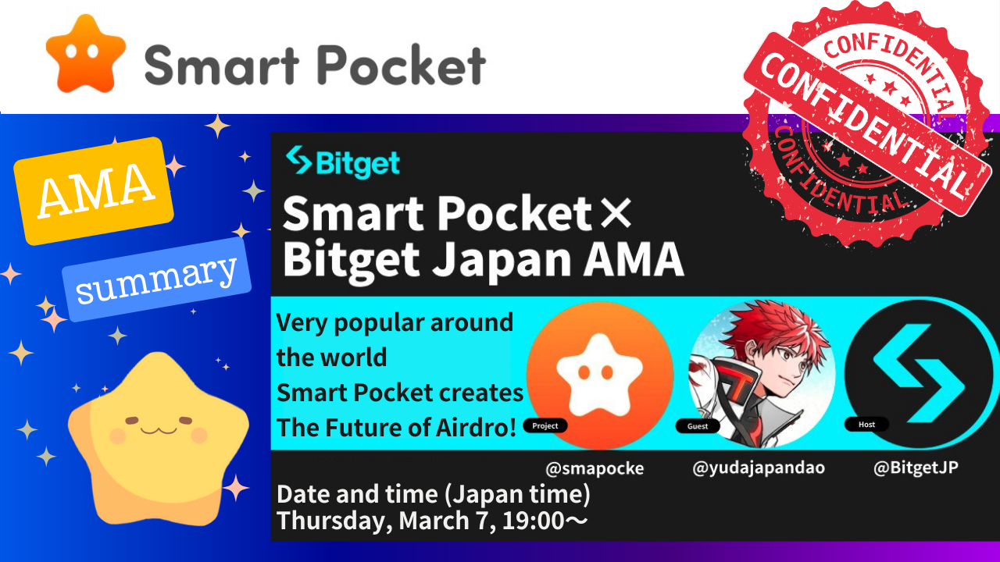 Smart Pocket
CONFIDENTIAL
CONFIDENTIAL
CONFIDENTIAL
AMA
summary
Bitget
Smart Pocket×
Bitget Japan AMA
Very popular around
the world
Smart Pocket creates
The Future of Airdro!
Project
Guest
Host
@smapocke
@yudajapandao
@BitgetJP
Date and time (Japan time)
Thursday, March 7, 19:00～